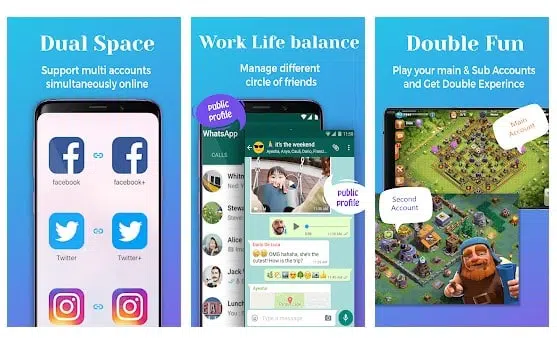 Dual Space
Support multi accounts
simultaneously online
facebook
facebook+
Twitter
Twitter+
Work Life balance
Manage different
circle of friends
public
profile
WhatsApp
CALLS
Whitn
Stewa
Alice
Jack
Lunch
it's the weekend
public
profile
OMG hahaha, she's the
cutest! How is the trip?
Ayesha
Type a message
Double Fun
Play your main & Sub Accounts
and Get Double Experince
Main
Account
Second
Account